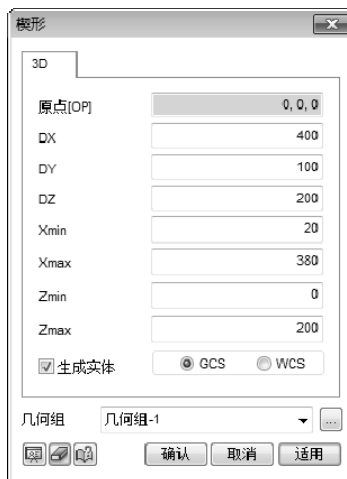 楔形
3D
原点[OP] 0, 0, 0
DX 400
DY 100
DZ 200
Xmin 20
Xmax 380
Zmin 0
Zmax 200
生成实体 GCS WCS
几何组 几何组-1 ...
确认 取消 适用